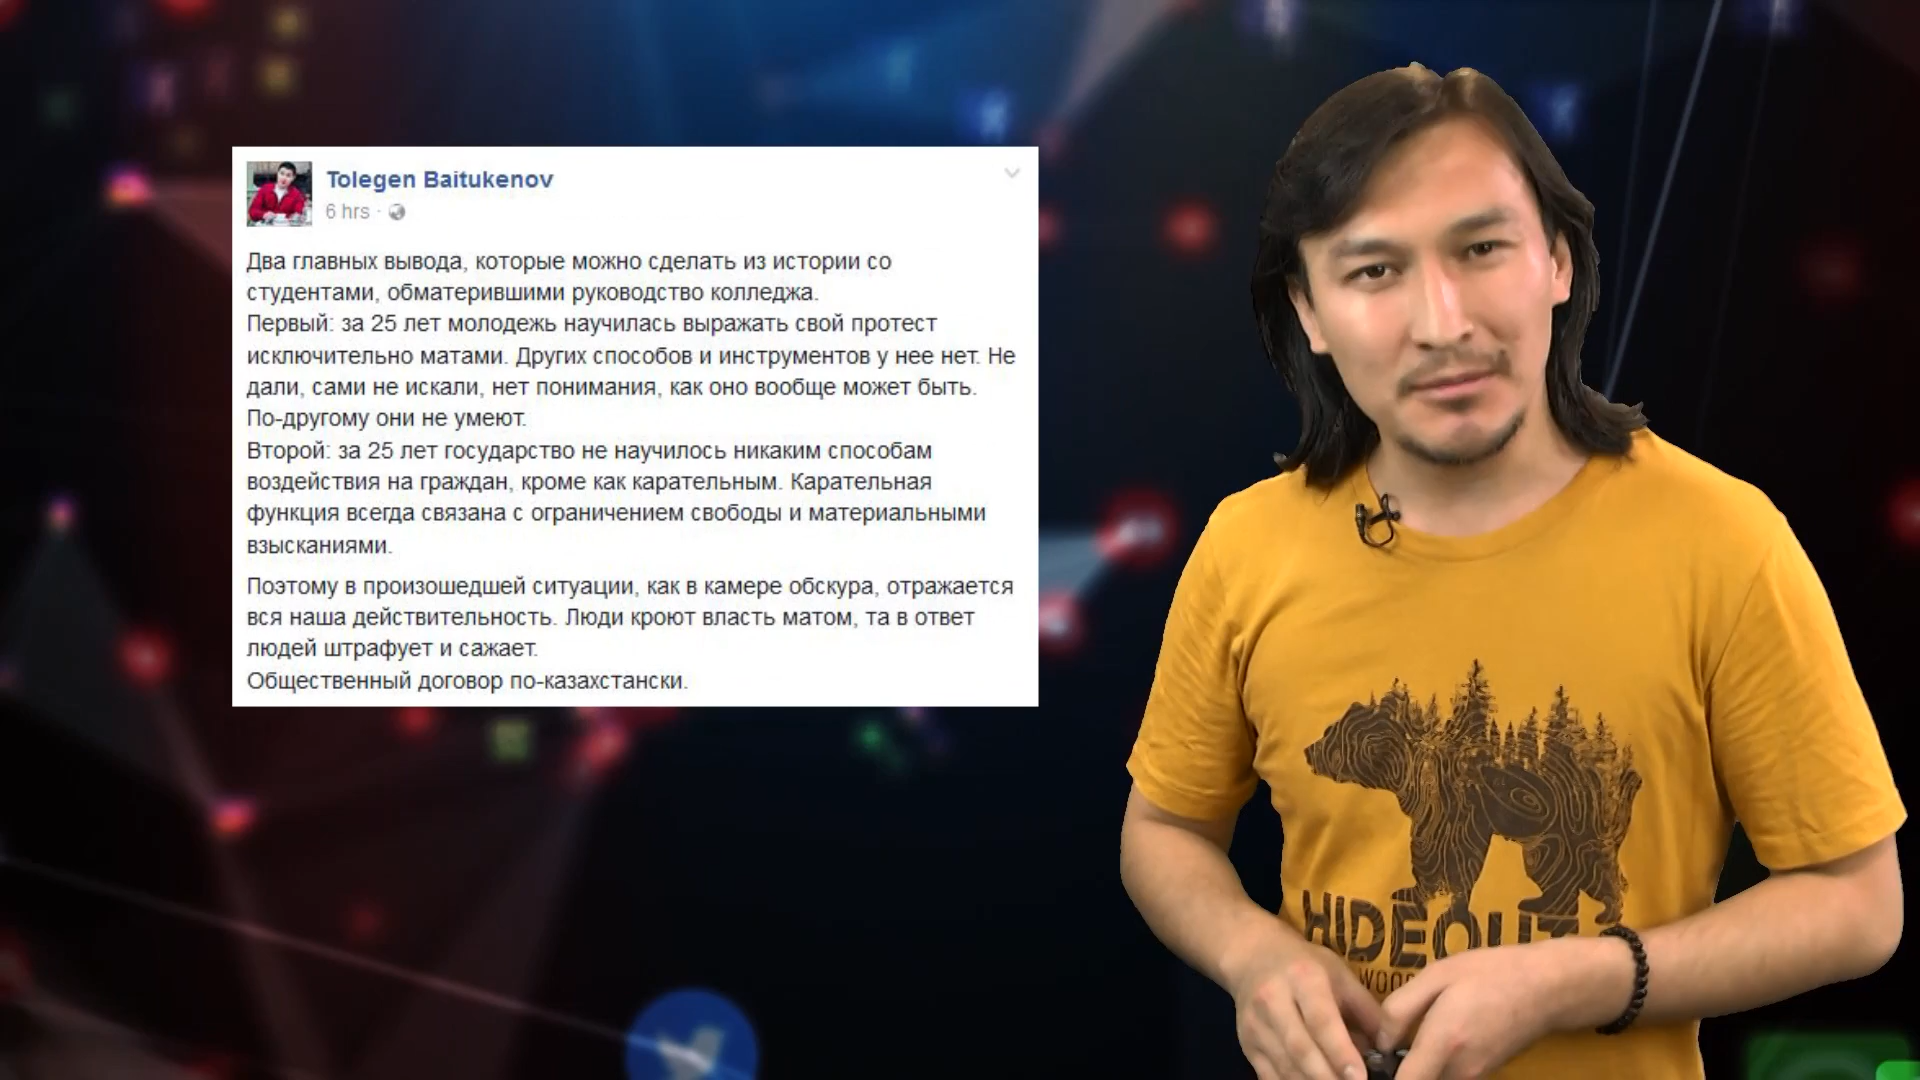 Tolegen Baitukenov
6 hrs ·
Два главных вывода, которые можно сделать из истории со
студентами, обматерившими руководство колледжа.
Первый: за 25 лет молодежь научилась выражать свой протест
исключительно матами. Других способов и инструментов у нее нет. Не
дали, сами не искали, нет понимания, как оно вообще может быть.
По-другому они не умеют.
Второй: за 25 лет государство не научилось никаким способам
воздействия на граждан, кроме как карательным. Карательная
функция всегда связана с ограничением свободы и материальными
взысканиями.
Поэтому в произошедшей ситуации, как в камере обскура, отражается
вся наша действительность. Люди кроют власть матом, та в ответ
людей штрафует и сажает.
Общественный договор по-казахстански.
HIDEOUT